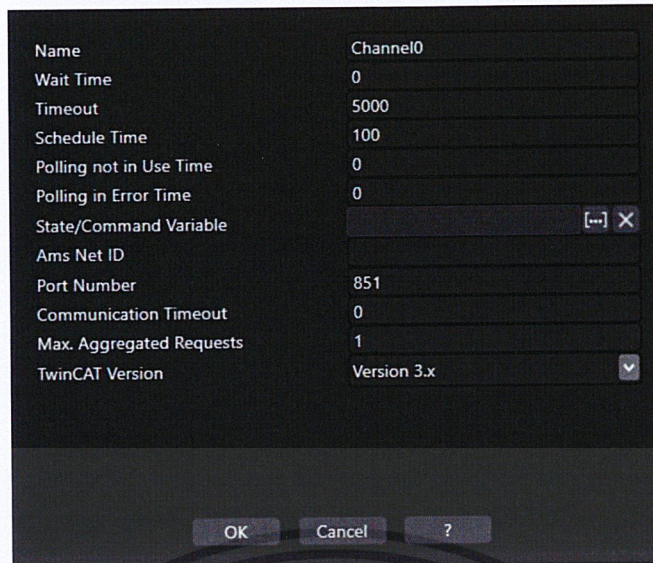 Name Channel0
Wait Time 0
Timeout 5000
Schedule Time 100
Polling not in Use Time 0
Polling in Error Time 0
State/Command Variable [...] X
Ams Net ID
Port Number 851
Communication Timeout 0
Max. Aggregated Requests 1
TwinCAT Version Version 3.x
OK Cancel ?